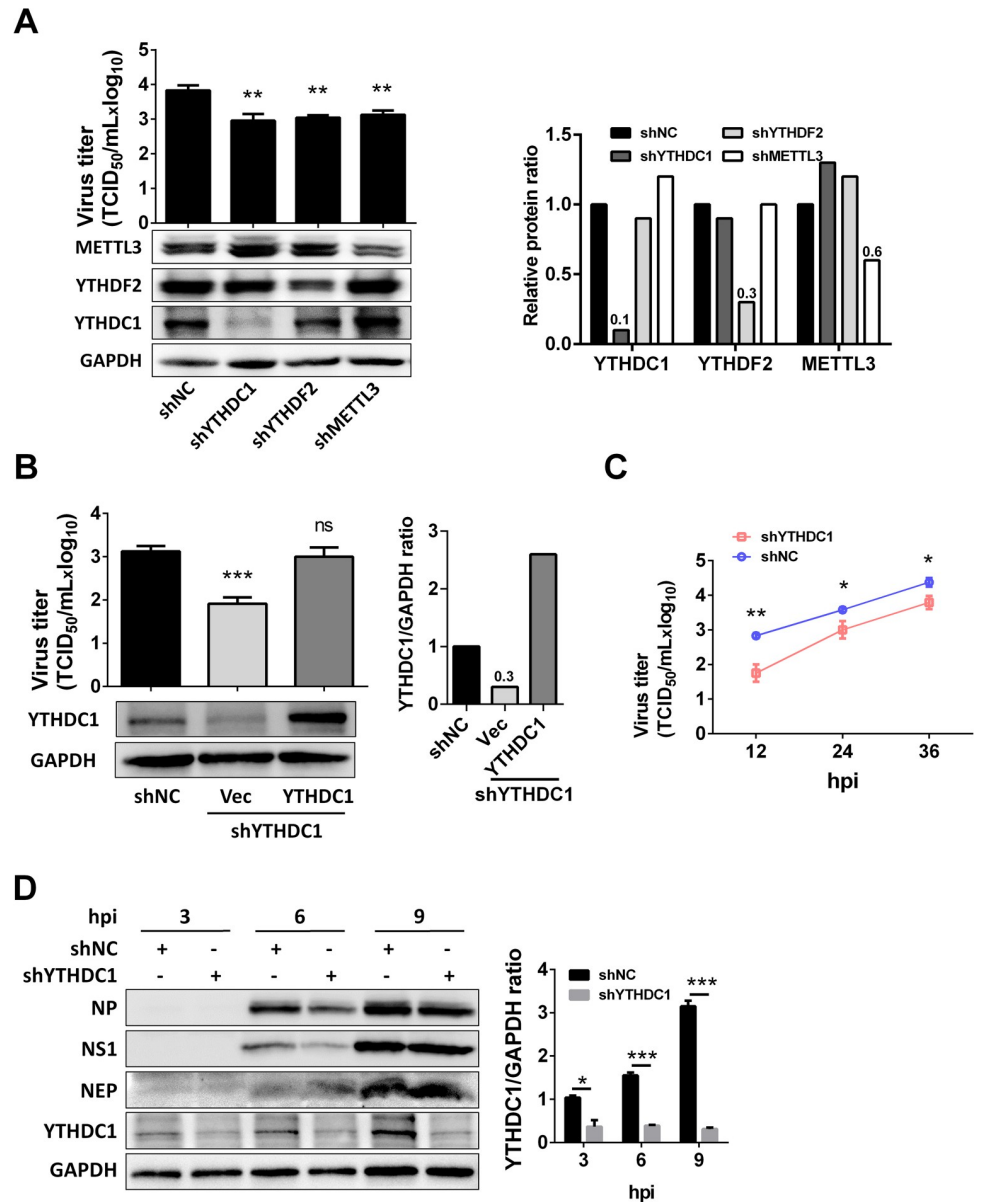 A
Virus titer
(TCID50/mLxlog10)
5
4
3
2
1
0
** ** **
METTL3
YTHDF2
YTHDC1
GAPDH
shNC
shYTHDC1
shYTHDF2
shMETTL3
shNC shYTHDF2
shYTHDC1 shMETTL3
Relative protein ratio
1.5
1.0
0.5
0.0
0.1
0.3
0.6
YTHDC1 YTHDF2 METTL3
B
Virus titer
(TCID50/mLxlog10)
4
3
2
1
0
***
ns
YTHDC1
GAPDH
shNC Vec YTHDC1
shYTHDC1
YTHDC1/GAPDH ratio
3
2
1
0
0.3
shNC
Vec
YTHDC1
shYTHDC1
C
shYTHDC1
shNC
Virus titer
(TCID50/mLxlog10)
5
4
3
2
1
0
** * *
12 24 36
hpi
D
hpi 3 6 9
shNC + - + - + -
shYTHDC1 - + - + - +
NP
NS1
NEP
YTHDC1
GAPDH
YTHDC1/GAPDH ratio
4
3
2
1
0
shNC
shYTHDC1
* *** ***
3 6 9
hpi